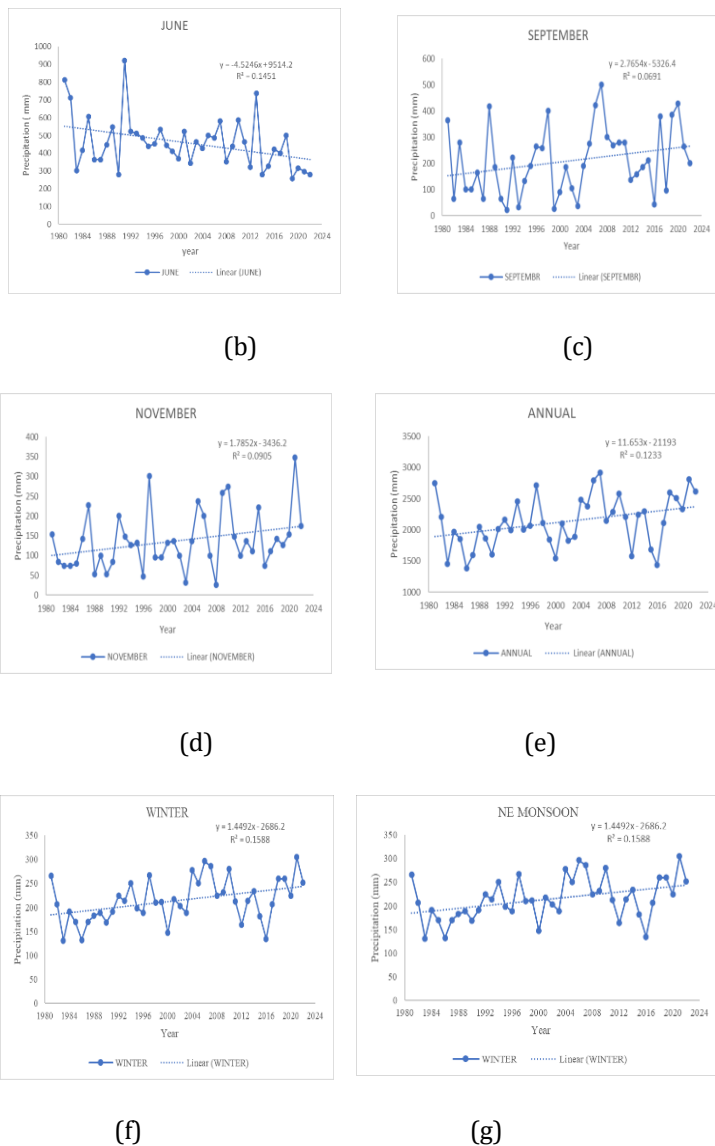 JUNE
y = -4.5246x + 9514.2
R² = 0.1451
Precipitation ( mm)
1000
900
800
700
600
500
400
300
200
100
0
1980 1984 1988 1992 1996 2000 2004 2008 2012 2016 2020 2024
year
JUNE Linear (JUNE)
SEPTEMBER
y = 2.7654x - 5326.4
R² = 0.0691
Precipitation (mm)
600
500
400
300
200
100
0
1980 1984 1988 1992 1996 2000 2004 2008 2012 2016 2020 2024
Year
SEPTEMBR Linear (SEPTEMBR)
(b) (c)
NOVEMBER
y = 1.7852x - 3436.2
R² = 0.0905
Precipitation (mm)
400
350
300
250
200
150
100
50
0
1980 1984 1988 1992 1996 2000 2004 2008 2012 2016 2020 2024
Year
NOVEMBER Linear (NOVEMBER)
ANNUAL
y = 11.653x - 21193
R² = 0.1233
Precipitation (mm)
3500
3000
2500
2000
1500
1000
1980 1984 1988 1992 1996 2000 2004 2008 2012 2016 2020 2024
Year
ANNUAL Linear (ANNUAL)
(d) (e)
WINTER
y = 1.4492x - 2686.2
R² = 0.1588
Precipitation (mm)
350
300
250
200
150
100
50
0
1980 1984 1988 1992 1996 2000 2004 2008 2012 2016 2020 2024
Year
WINTER Linear (WINTER)
NE MONSOON
y = 1.4492x - 2686.2
R² = 0.1588
Precipitation (mm)
350
300
250
200
150
100
50
0
1980 1984 1988 1992 1996 2000 2004 2008 2012 2016 2020 2024
Year
WINTER Linear (WINTER)
(f) (g)